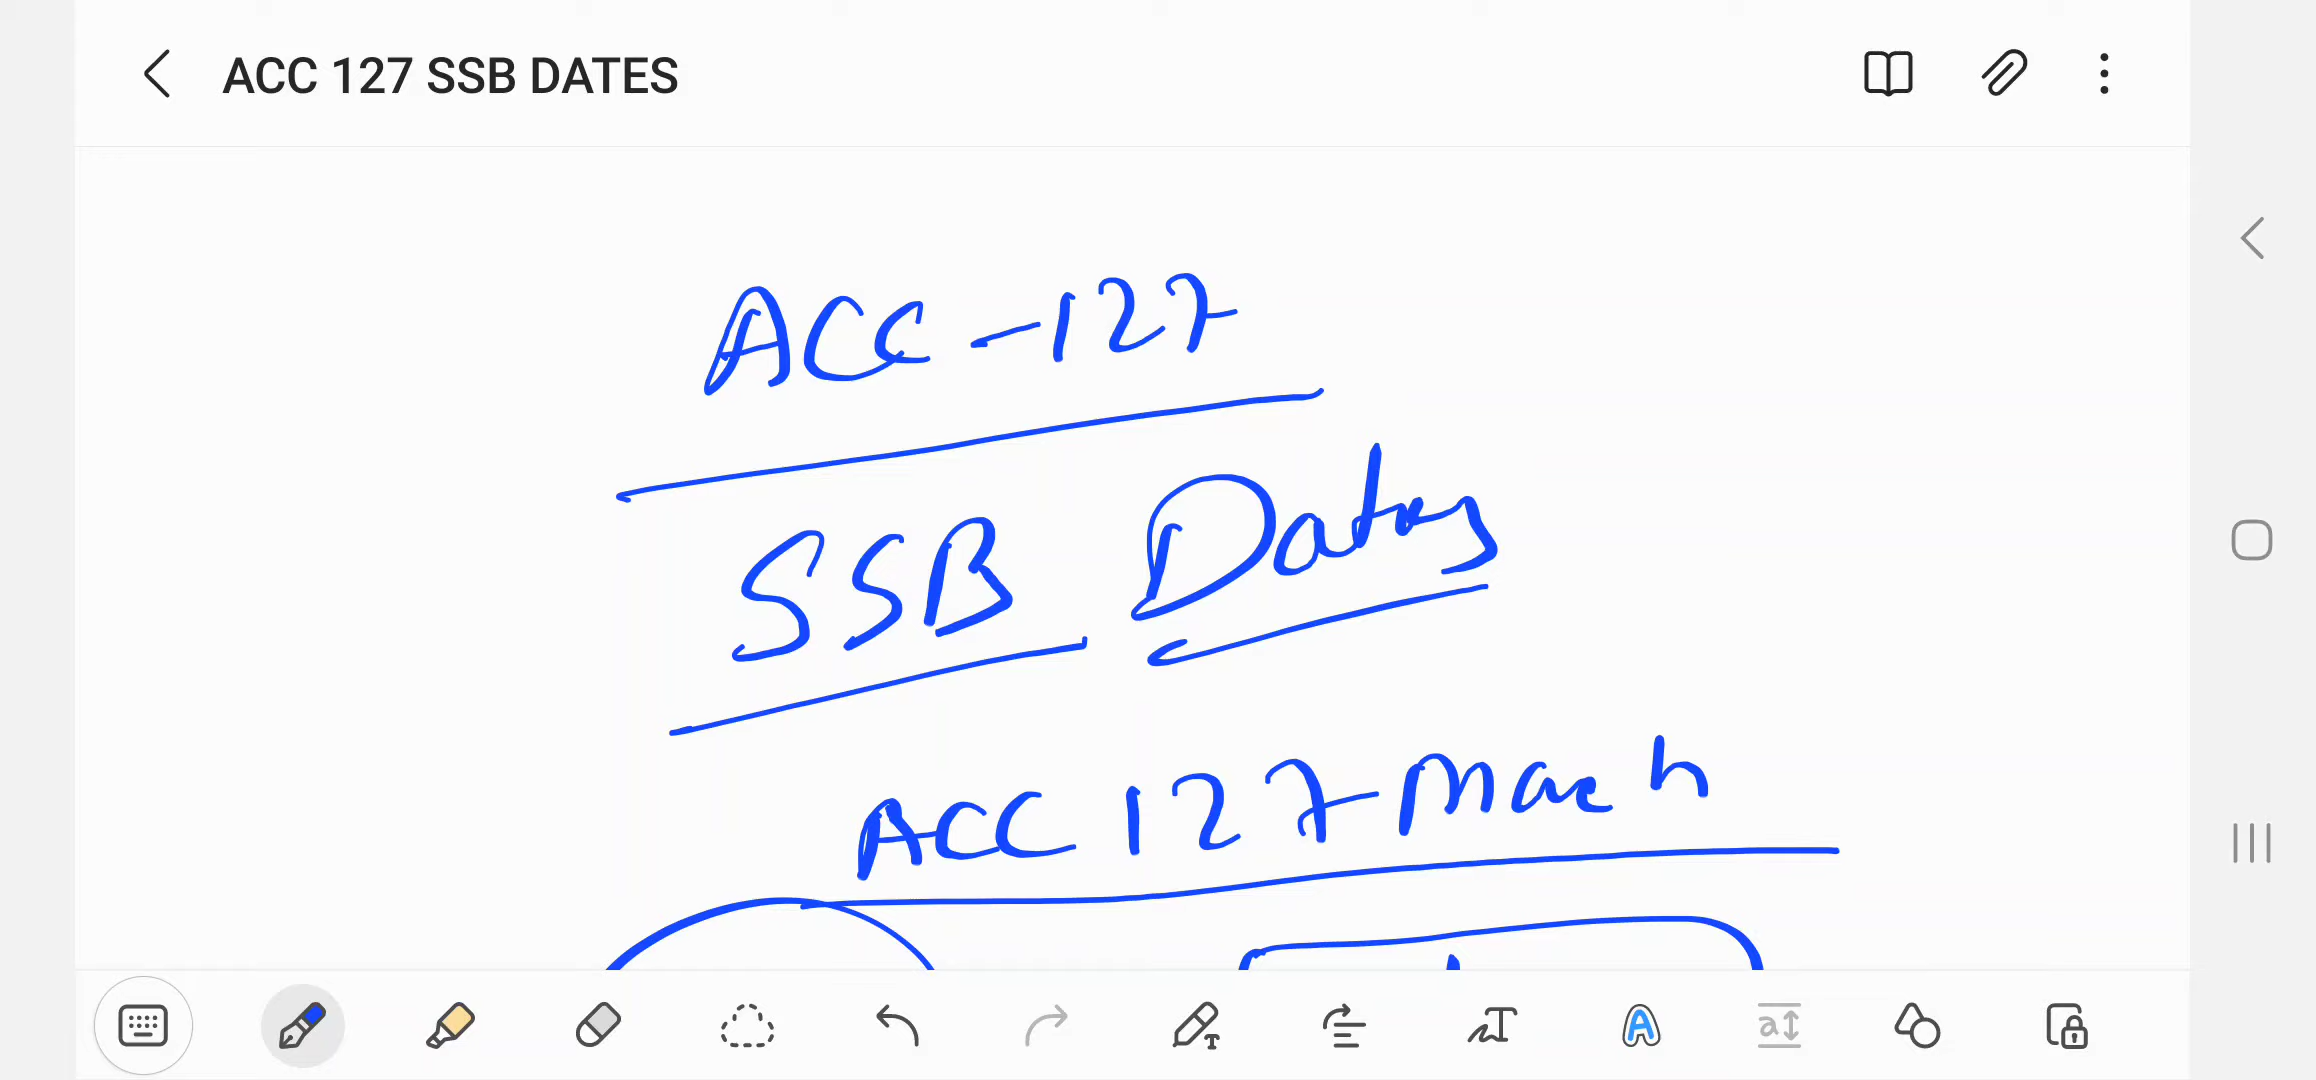 ACC 127 SSB DATES
ACC-127
SSB Dates
ACC 127-March